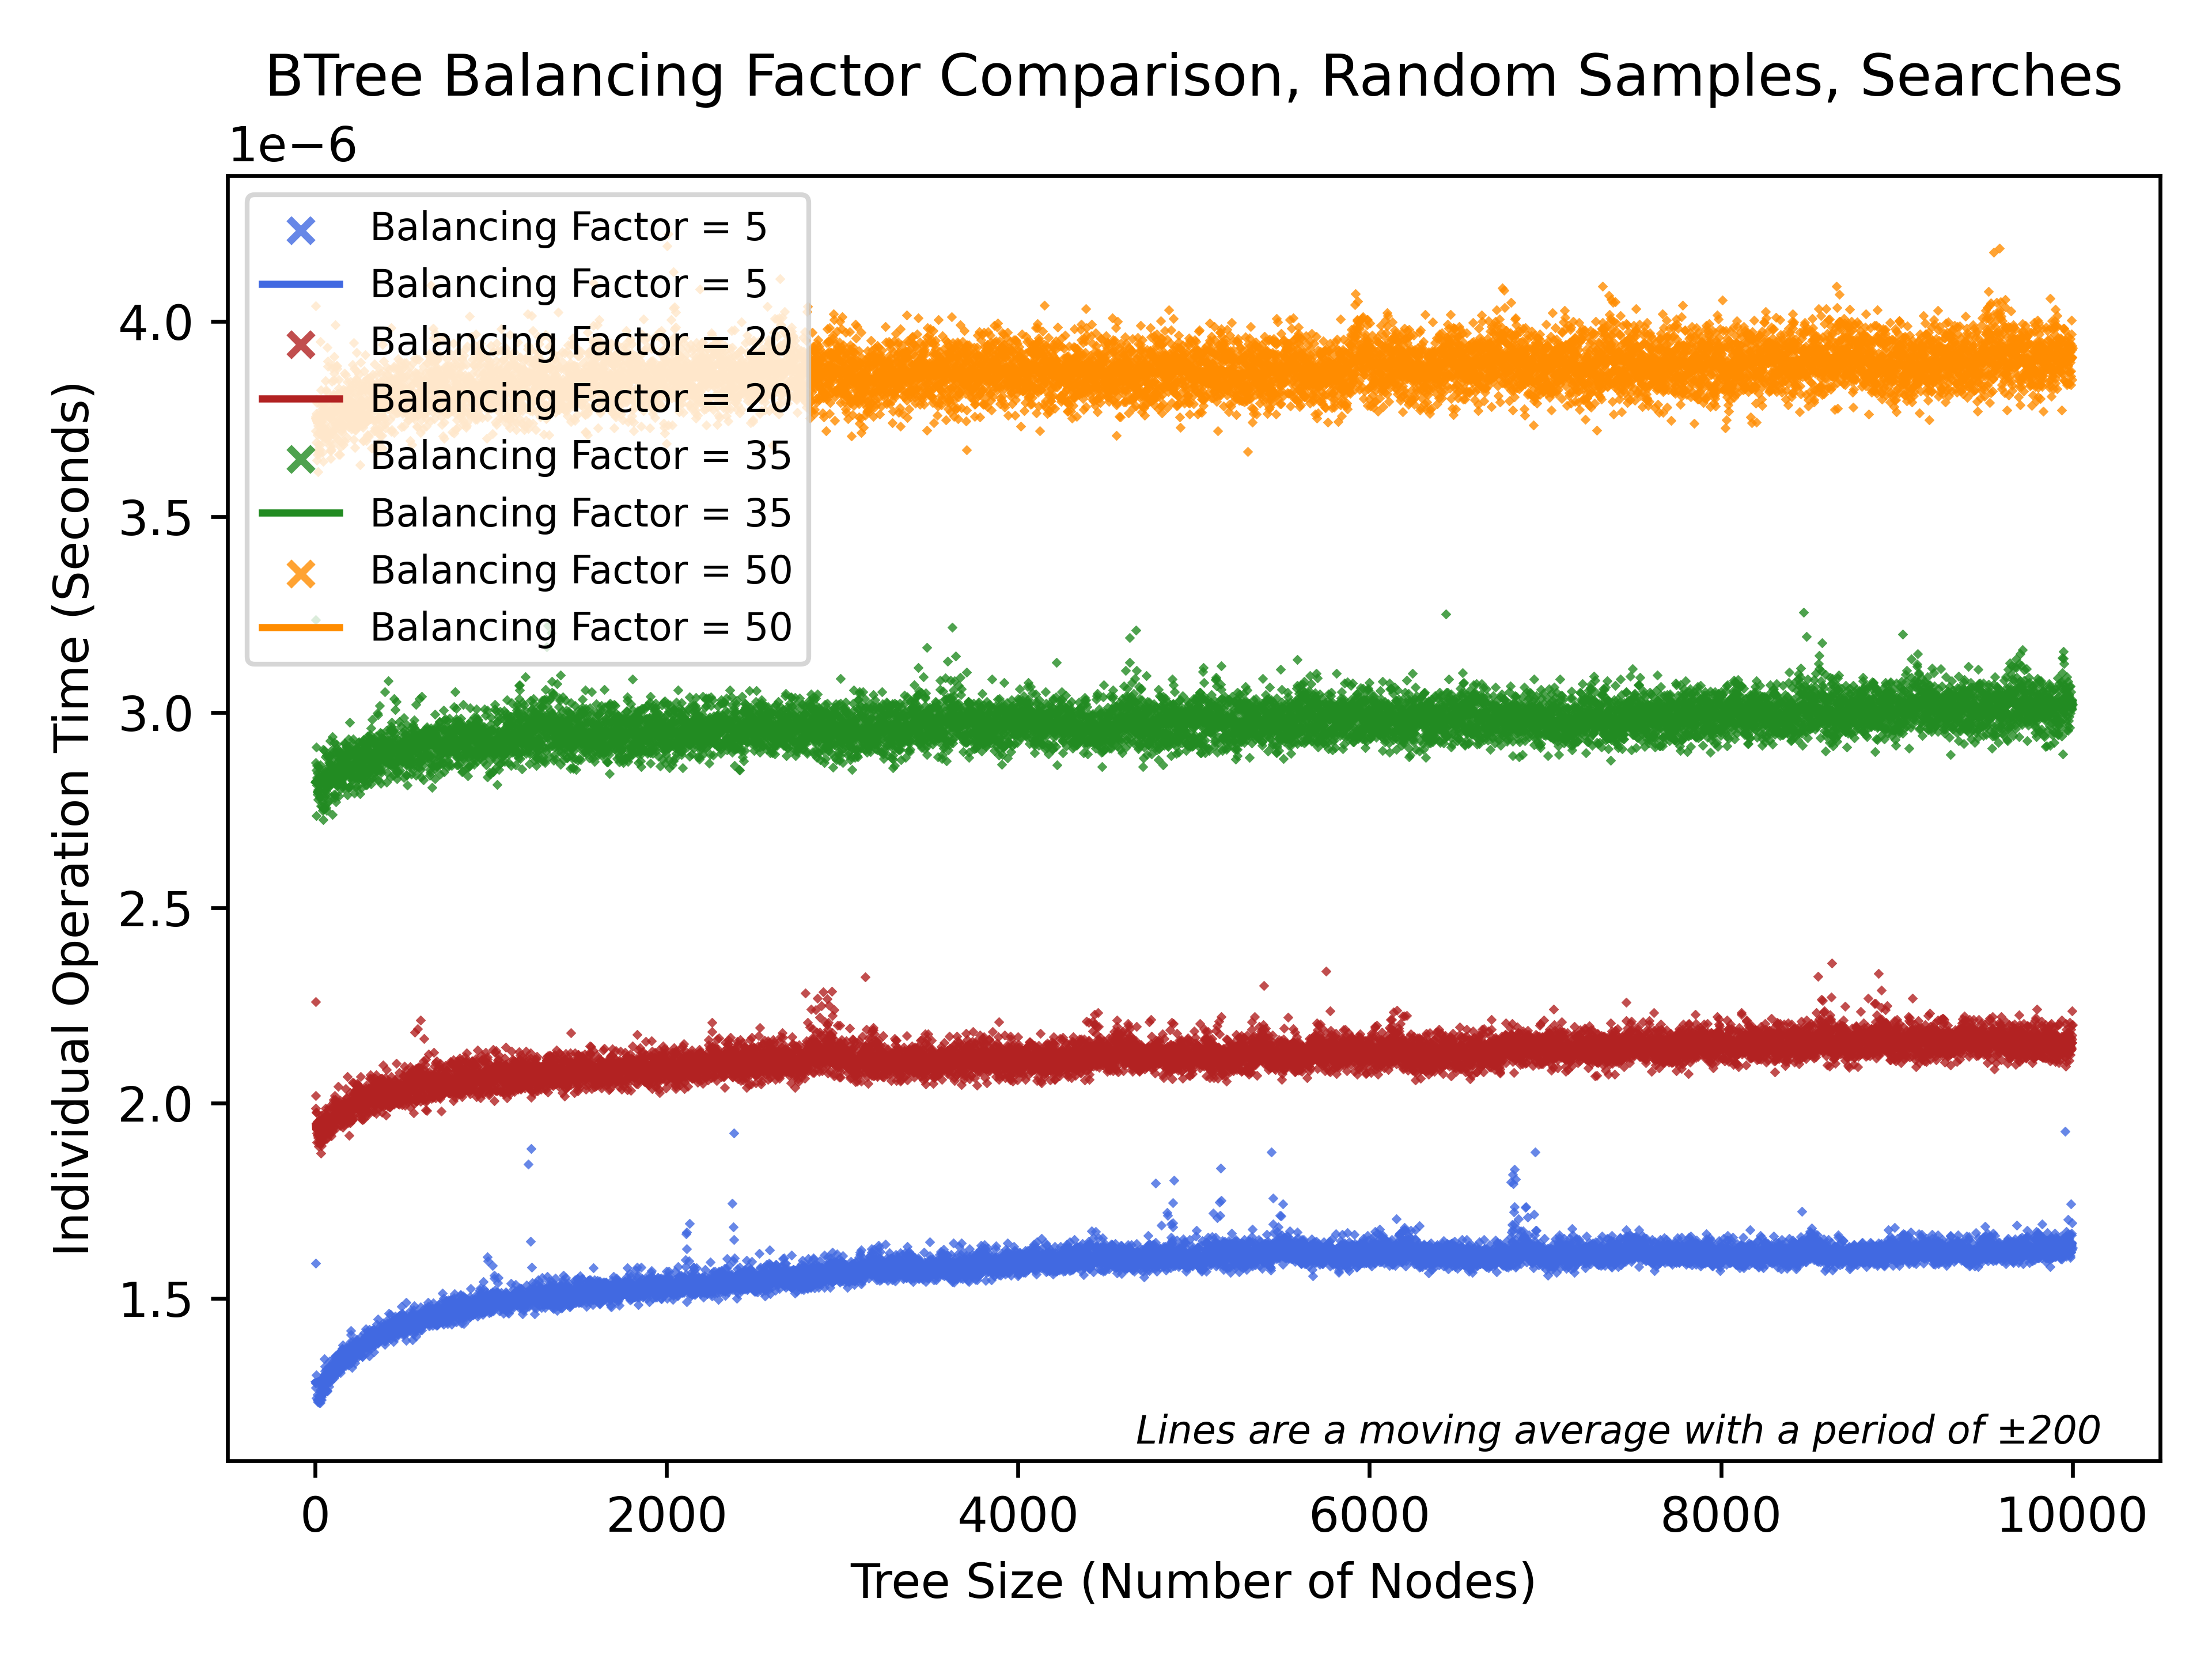 BTree Balancing Factor Comparison, Random Samples, Searches
1e−6
Balancing Factor = 5
Balancing Factor = 5
Balancing Factor = 20
Balancing Factor = 20
Balancing Factor = 35
Balancing Factor = 35
Balancing Factor = 50
Balancing Factor = 50
4.0
3.5
3.0
2.5
2.0
1.5
Individual Operation Time (Seconds)
Lines are a moving average with a period of ±200
0 2000 4000 6000 8000 10000
Tree Size (Number of Nodes)